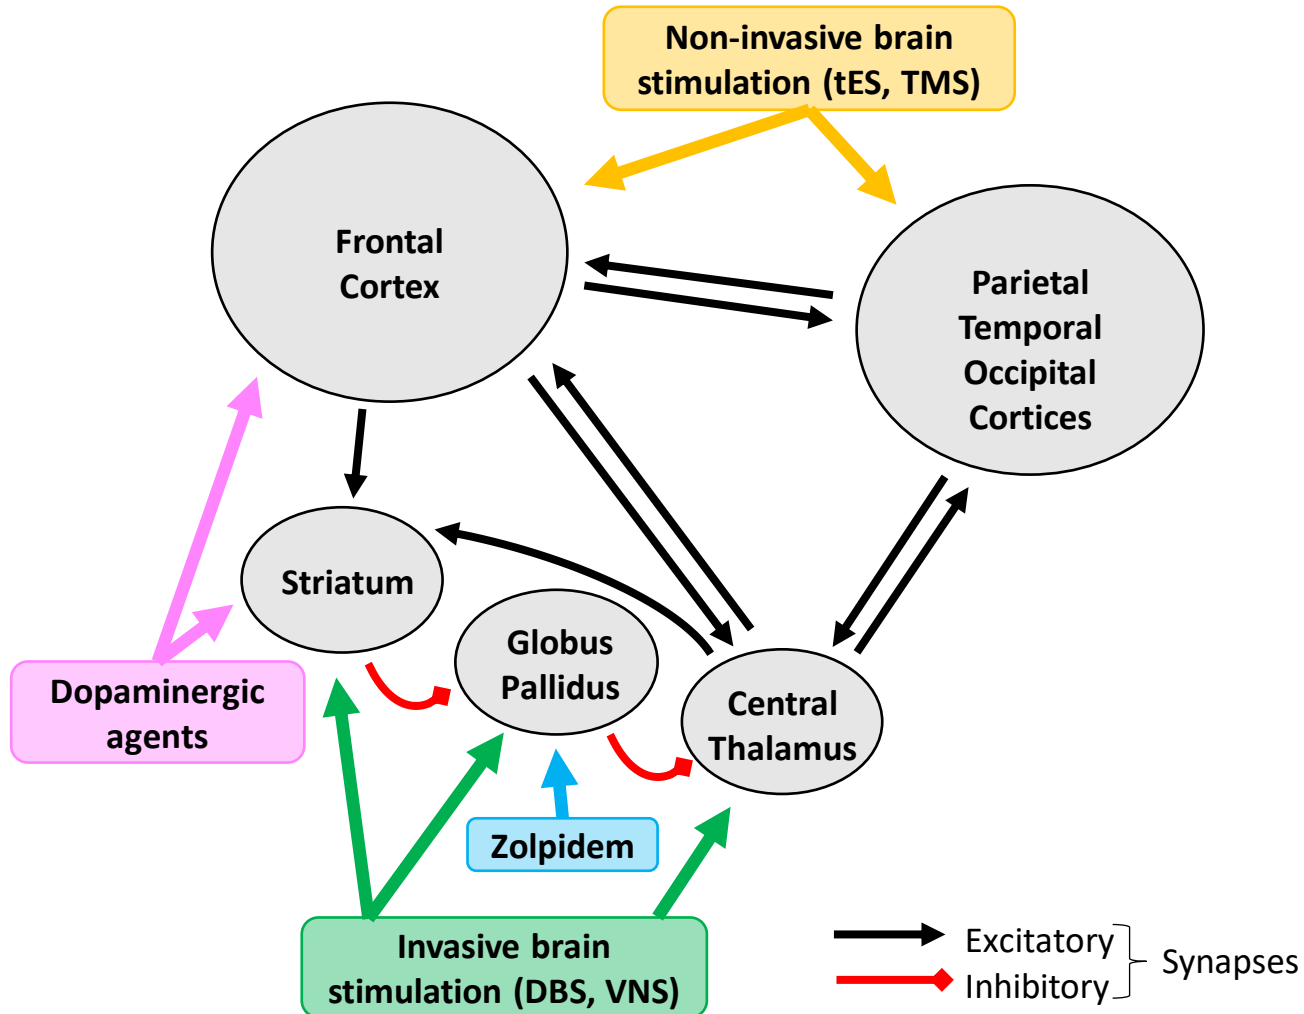 Non-invasive brain
stimulation (tES, TMS)
Frontal
Cortex
Parietal
Temporal
Occipital
Cortices
Striatum
Globus
Pallidus
Central
Thalamus
Dopaminergic
agents
Zolpidem
Invasive brain
stimulation (DBS, VNS)
Excitatory
Inhibitory
Synapses